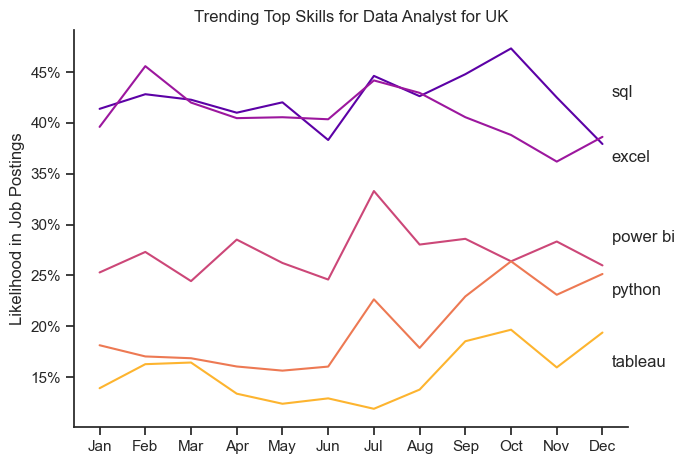 Trending Top Skills for Data Analyst for UK
Likelihood in Job Postings
45%
40%
35%
30%
25%
20%
15%
sql
excel
power bi
python
tableau
Jan Feb Mar Apr May Jun Jul Aug Sep Oct Nov Dec